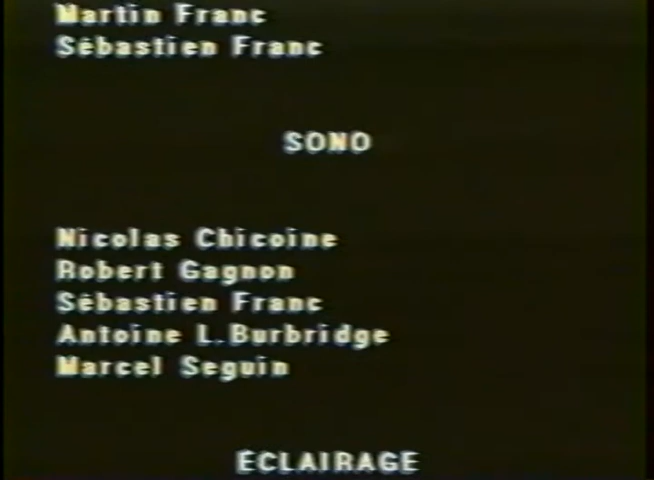 Martin Franc
Sébastien Franc
SONO
Nicolas Chicoine
Robert Gagnon
Sébastien Franc
Antoine L.Burbridge
Marcel Seguin
ÉCLAIRAGE